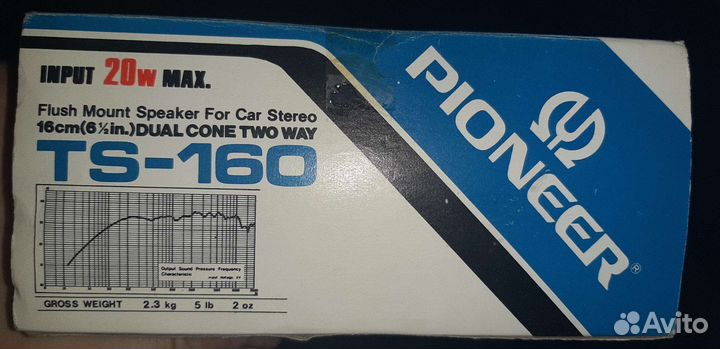 INPUT 20W MAX.
Flush Mount Speaker For Car Stereo
16cm(6½in.)DUAL CONE TWO WAY
TS-160
Output Sound Pressure Frequency
Characteristic
GROSS WEIGHT 2.3 kg 5 lb 2 oz
PIONEER®
Avito